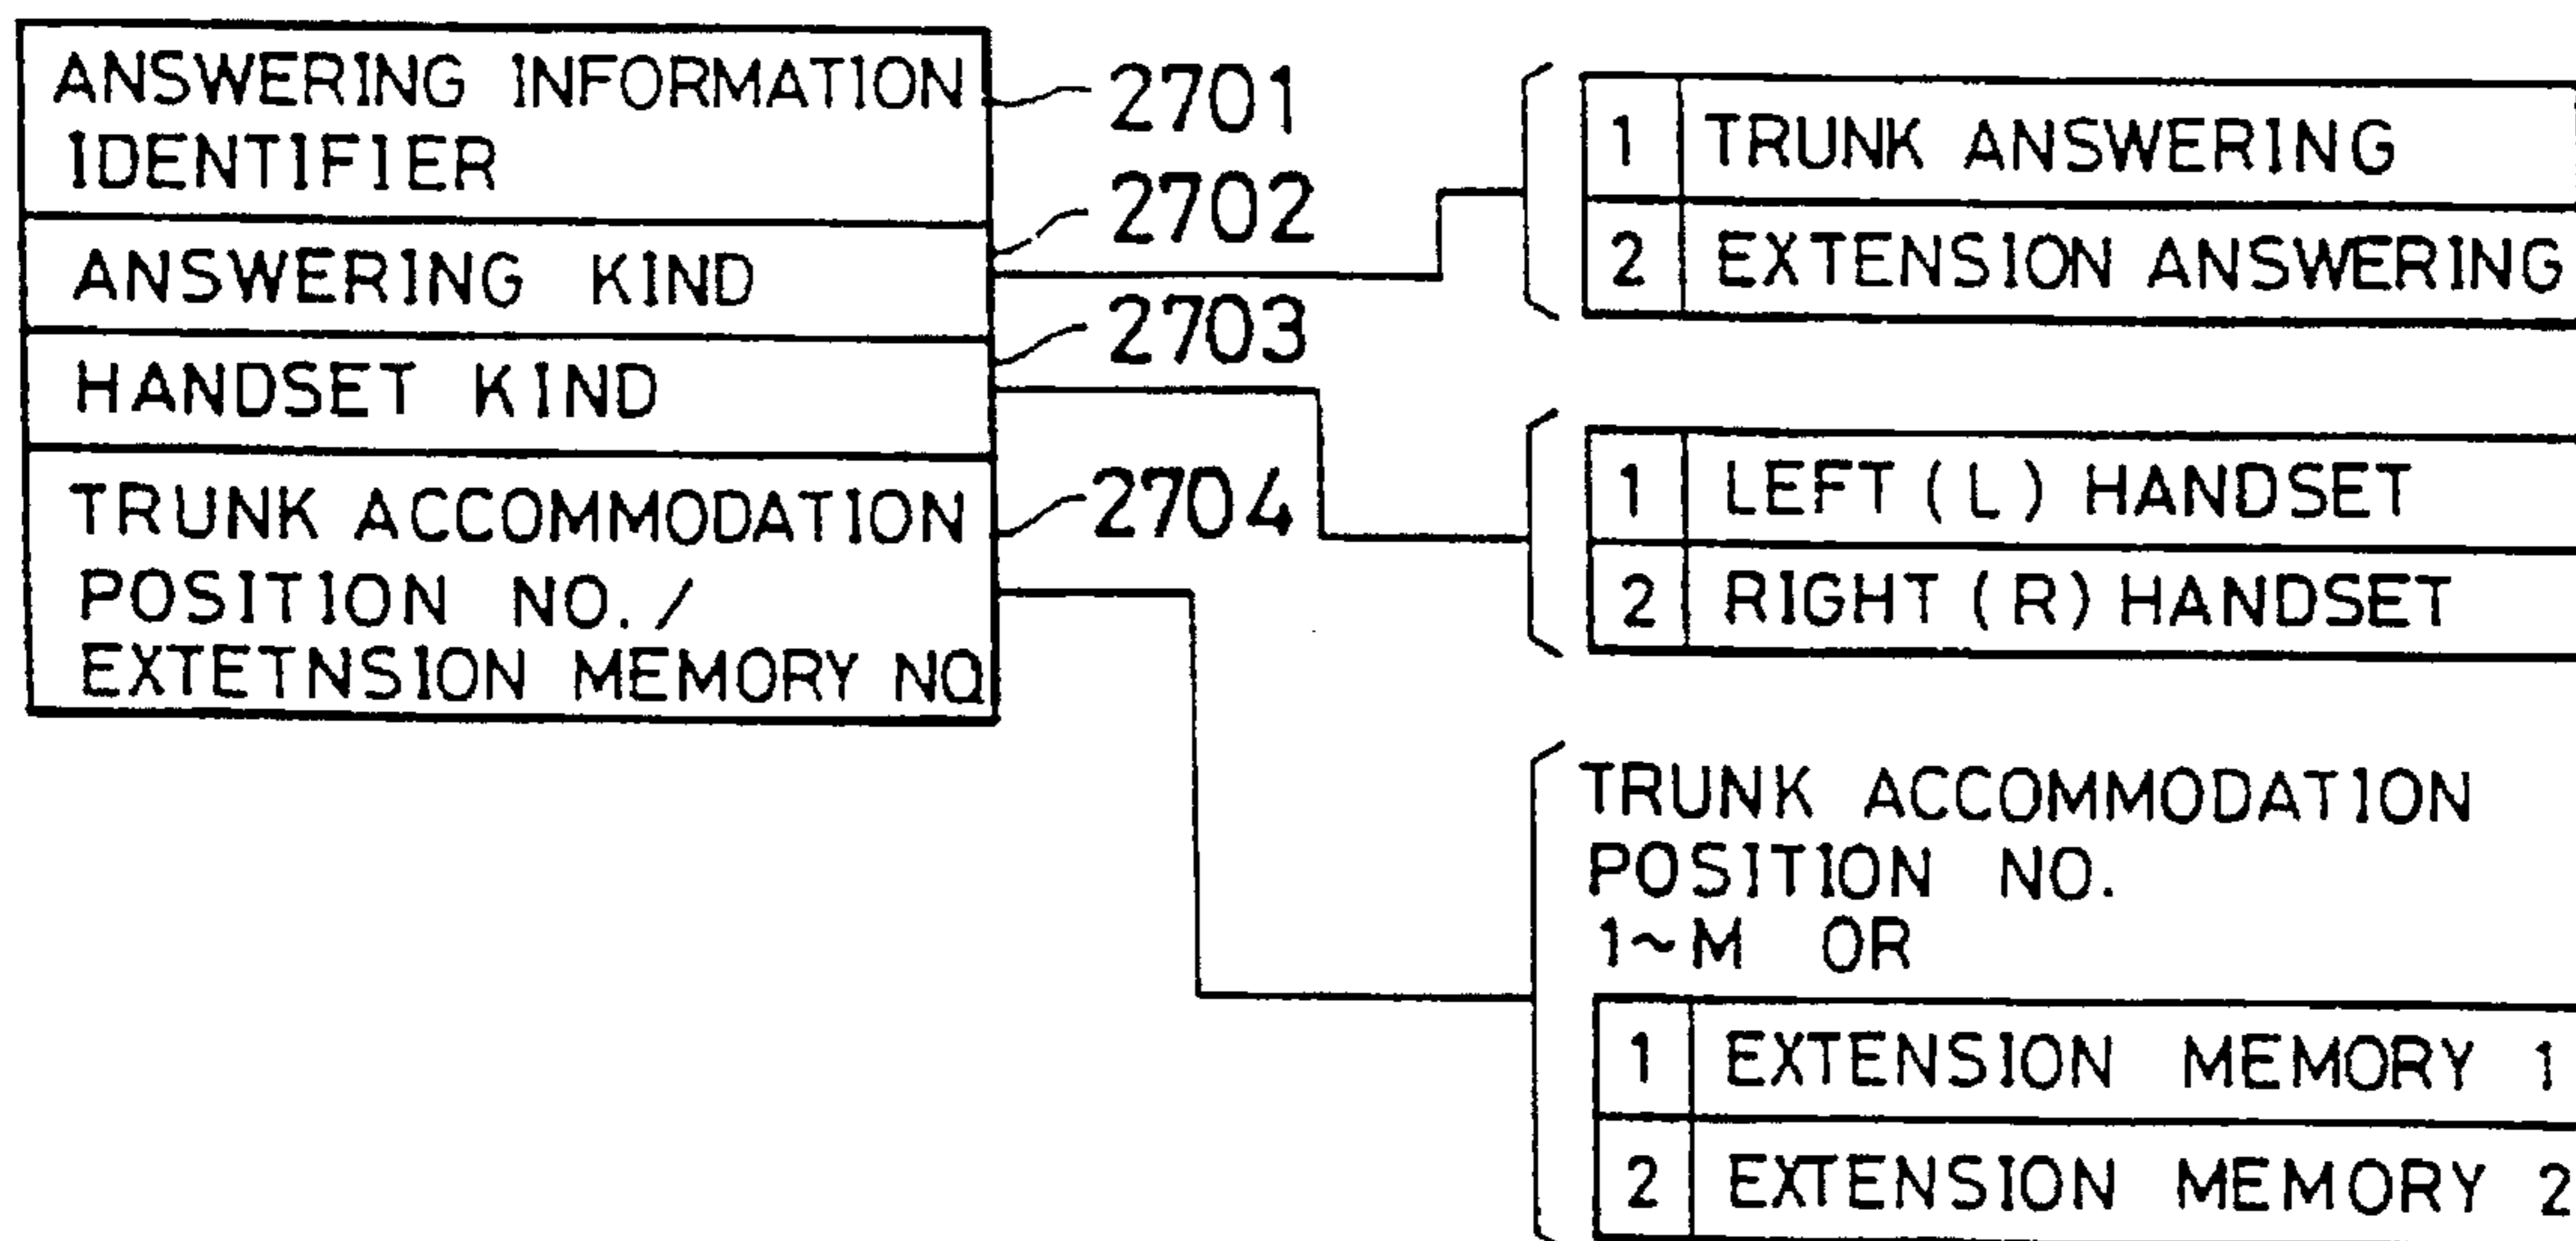 ANSWERING INFORMATION
IDENTIFIER
2701
ANSWERING KIND
2702
HANDSET KIND
2703
TRUNK ACCOMMODATION
POSITION NO./
EXTETNSION MEMORY NO.
2704
1 TRUNK ANSWERING
2 EXTENSION ANSWERING
1 LEFT (L) HANDSET
2 RIGHT (R) HANDSET
TRUNK ACCOMMODATION
POSITION NO.
1~M OR
1 EXTENSION MEMORY 1
2 EXTENSION MEMORY 2